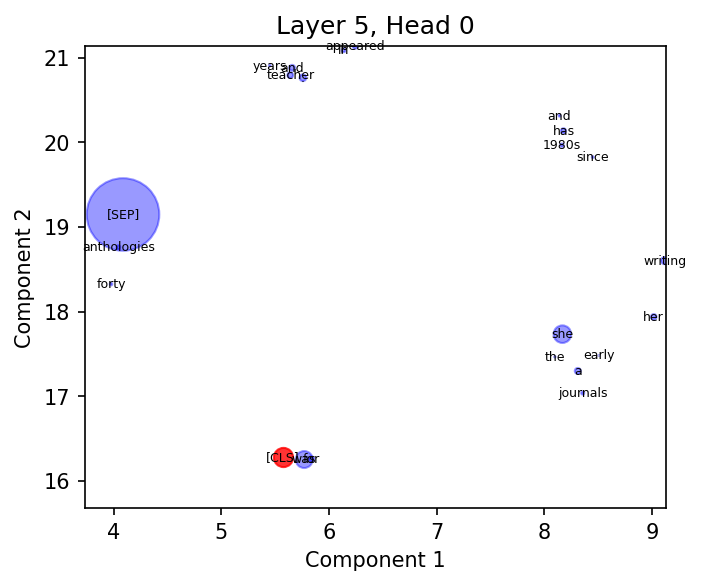 Layer 5, Head 0
21
20
19
18
17
16
Component 2
appeared
in
years
and
teacher
and
has
1980s
since
[SEP]
anthologies
forty
writing
her
she
the
early
a
journals
[CLS]
was
for
4
5
6
7
8
9
Component 1